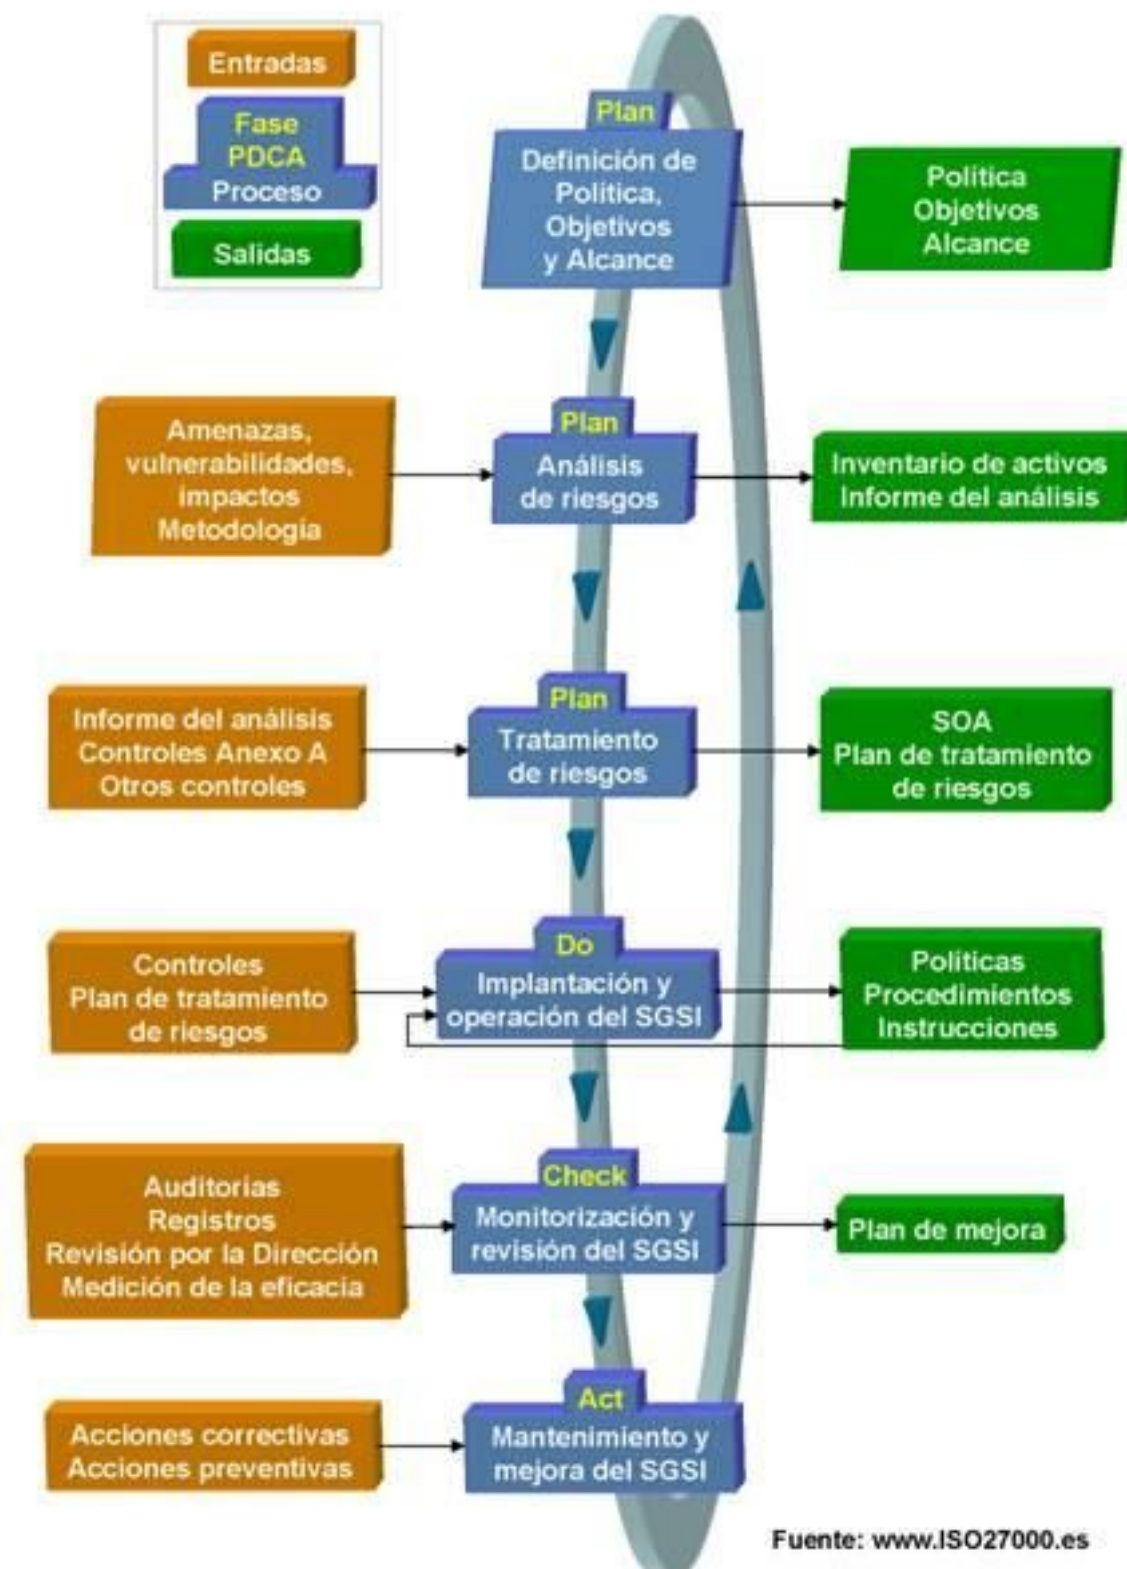 Entradas
Fase
PDCA
Proceso
Salidas
Plan
Definición de
Política,
Objetivos
y Alcance
Política
Objetivos
Alcance
Amenazas,
vulnerabilidades,
impactos
Metodología
Plan
Análisis
de riesgos
Inventario de activos
Informe del análisis
Informe del análisis
Controles Anexo A
Otros controles
Plan
Tratamiento
de riesgos
SOA
Plan de tratamiento
de riesgos
Controles
Plan de tratamiento
de riesgos
Do
Implantación y
operación del SGSI
Políticas
Procedimientos
Instrucciones
Auditorias
Registros
Revisión por la Dirección
Medición de la eficacia
Check
Monitorización y
revisión del SGSI
Plan de mejora
Acciones correctivas
Acciones preventivas
Act
Mantenimiento y
mejora del SGSI
Fuente: www.ISO27000.es